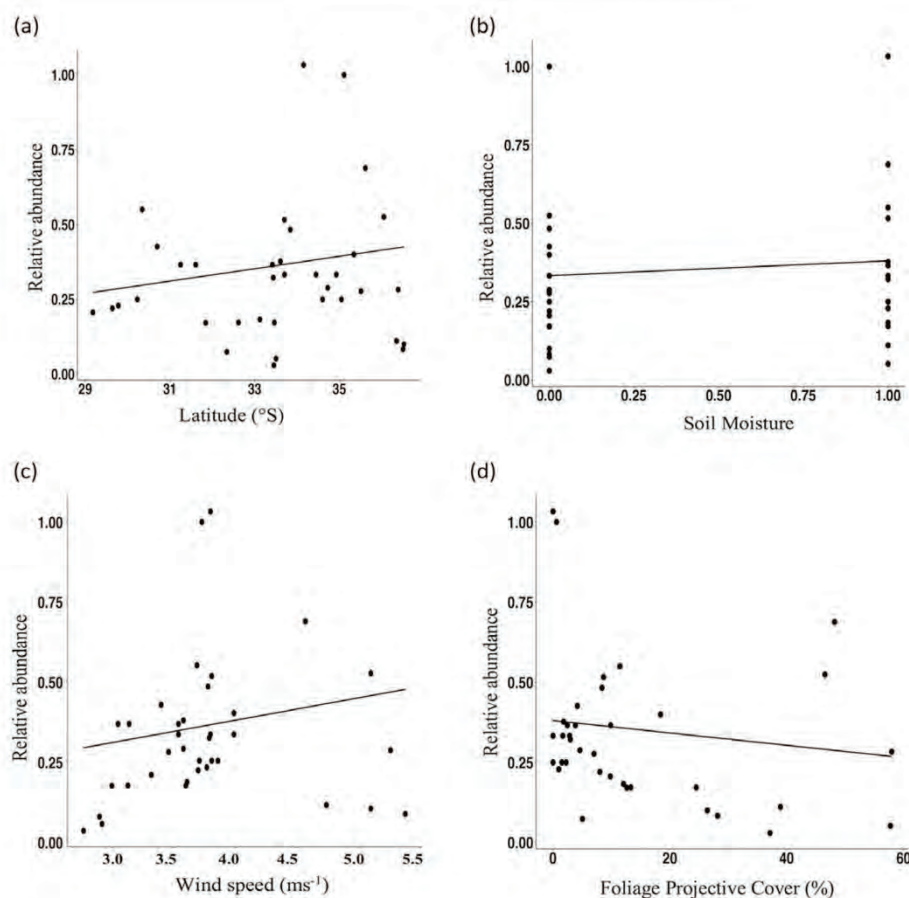 (a)
Relative abundance
1.00
0.75
0.50
0.25
0.00
29 31 33 35
Latitude (°S)
(b)
Relative abundance
1.00
0.75
0.50
0.25
0.00
0.00 0.25 0.50 0.75 1.00
Soil Moisture
(c)
Relative abundance
1.00
0.75
0.50
0.25
0.00
3.0 3.5 4.0 4.5 5.0 5.5
Wind speed (ms⁻¹)
(d)
Relative abundance
1.00
0.75
0.50
0.25
0.00
0 20 40 60
Foliage Projective Cover (%)